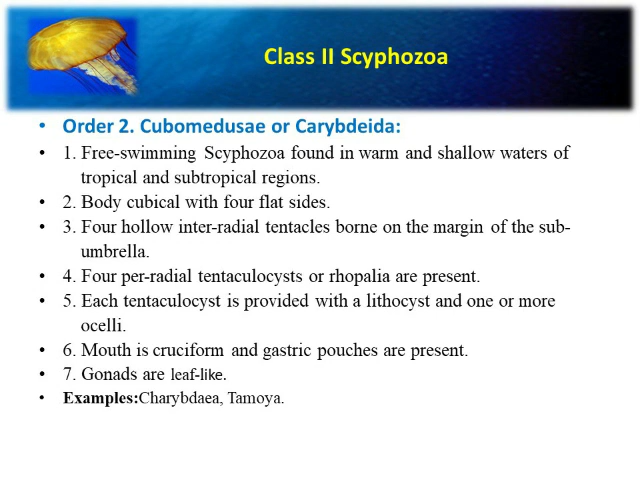 Class II Scyphozoa
• Order 2. Cubomedusae or Carybdeida:
• 1. Free-swimming Scyphozoa found in warm and shallow waters of
tropical and subtropical regions.
• 2. Body cubical with four flat sides.
• 3. Four hollow inter-radial tentacles borne on the margin of the sub-
umbrella.
• 4. Four per-radial tentaculocysts or rhopalia are present.
• 5. Each tentaculocyst is provided with a lithocyst and one or more
ocelli.
• 6. Mouth is cruciform and gastric pouches are present.
• 7. Gonads are leaf-like.
• Examples:Charybdaea, Tamoya.